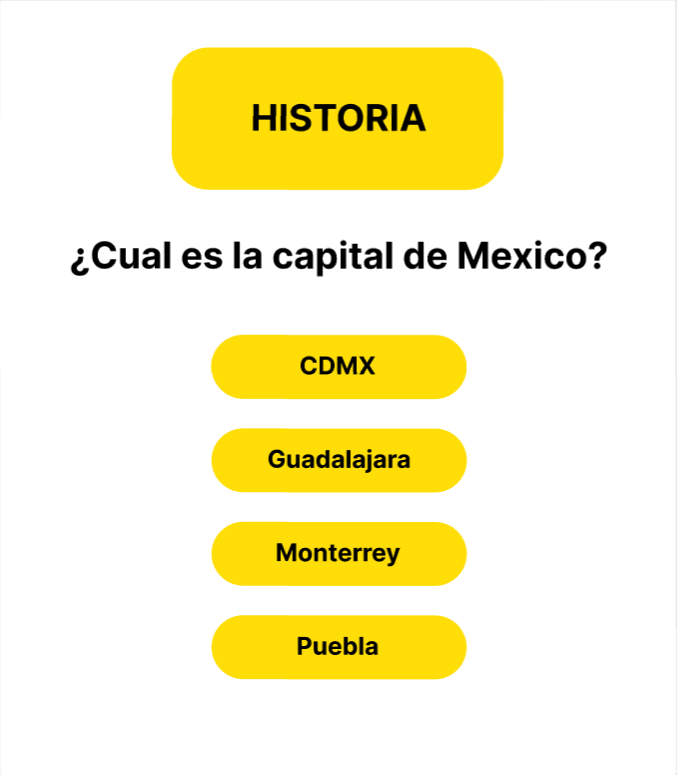 HISTORIA
¿Cual es la capital de Mexico?
CDMX
Guadalajara
Monterrey
Puebla